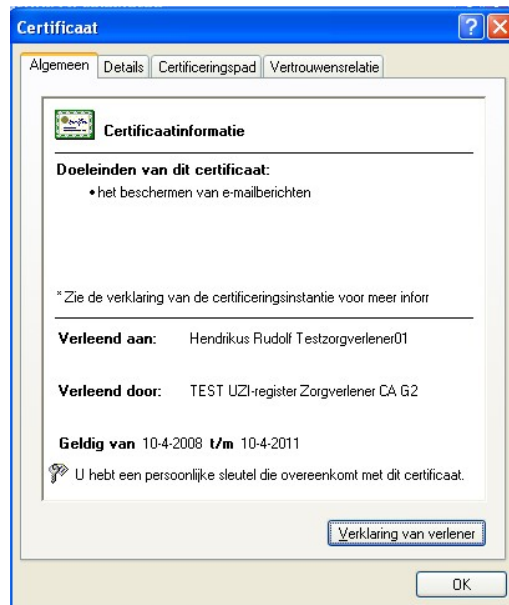 Certificaat
Algemeen Details Certificeringspad Vertrouwensrelatie
Certificaatinformatie
Doeleinden van dit certificaat:
•het beschermen van e-mailberichten
* Zie de verklaring van de certificeringsinstantie voor meer inforr
Verleend aan: Hendrikus Rudolf Testzorgverlener01
Verleend door: TEST UZI-register Zorgverlener CA G2
Geldig van 10-4-2008 t/m 10-4-2011
U hebt een persoonlijke sleutel die overeenkomt met dit certificaat.
Verklaring van verlener
OK